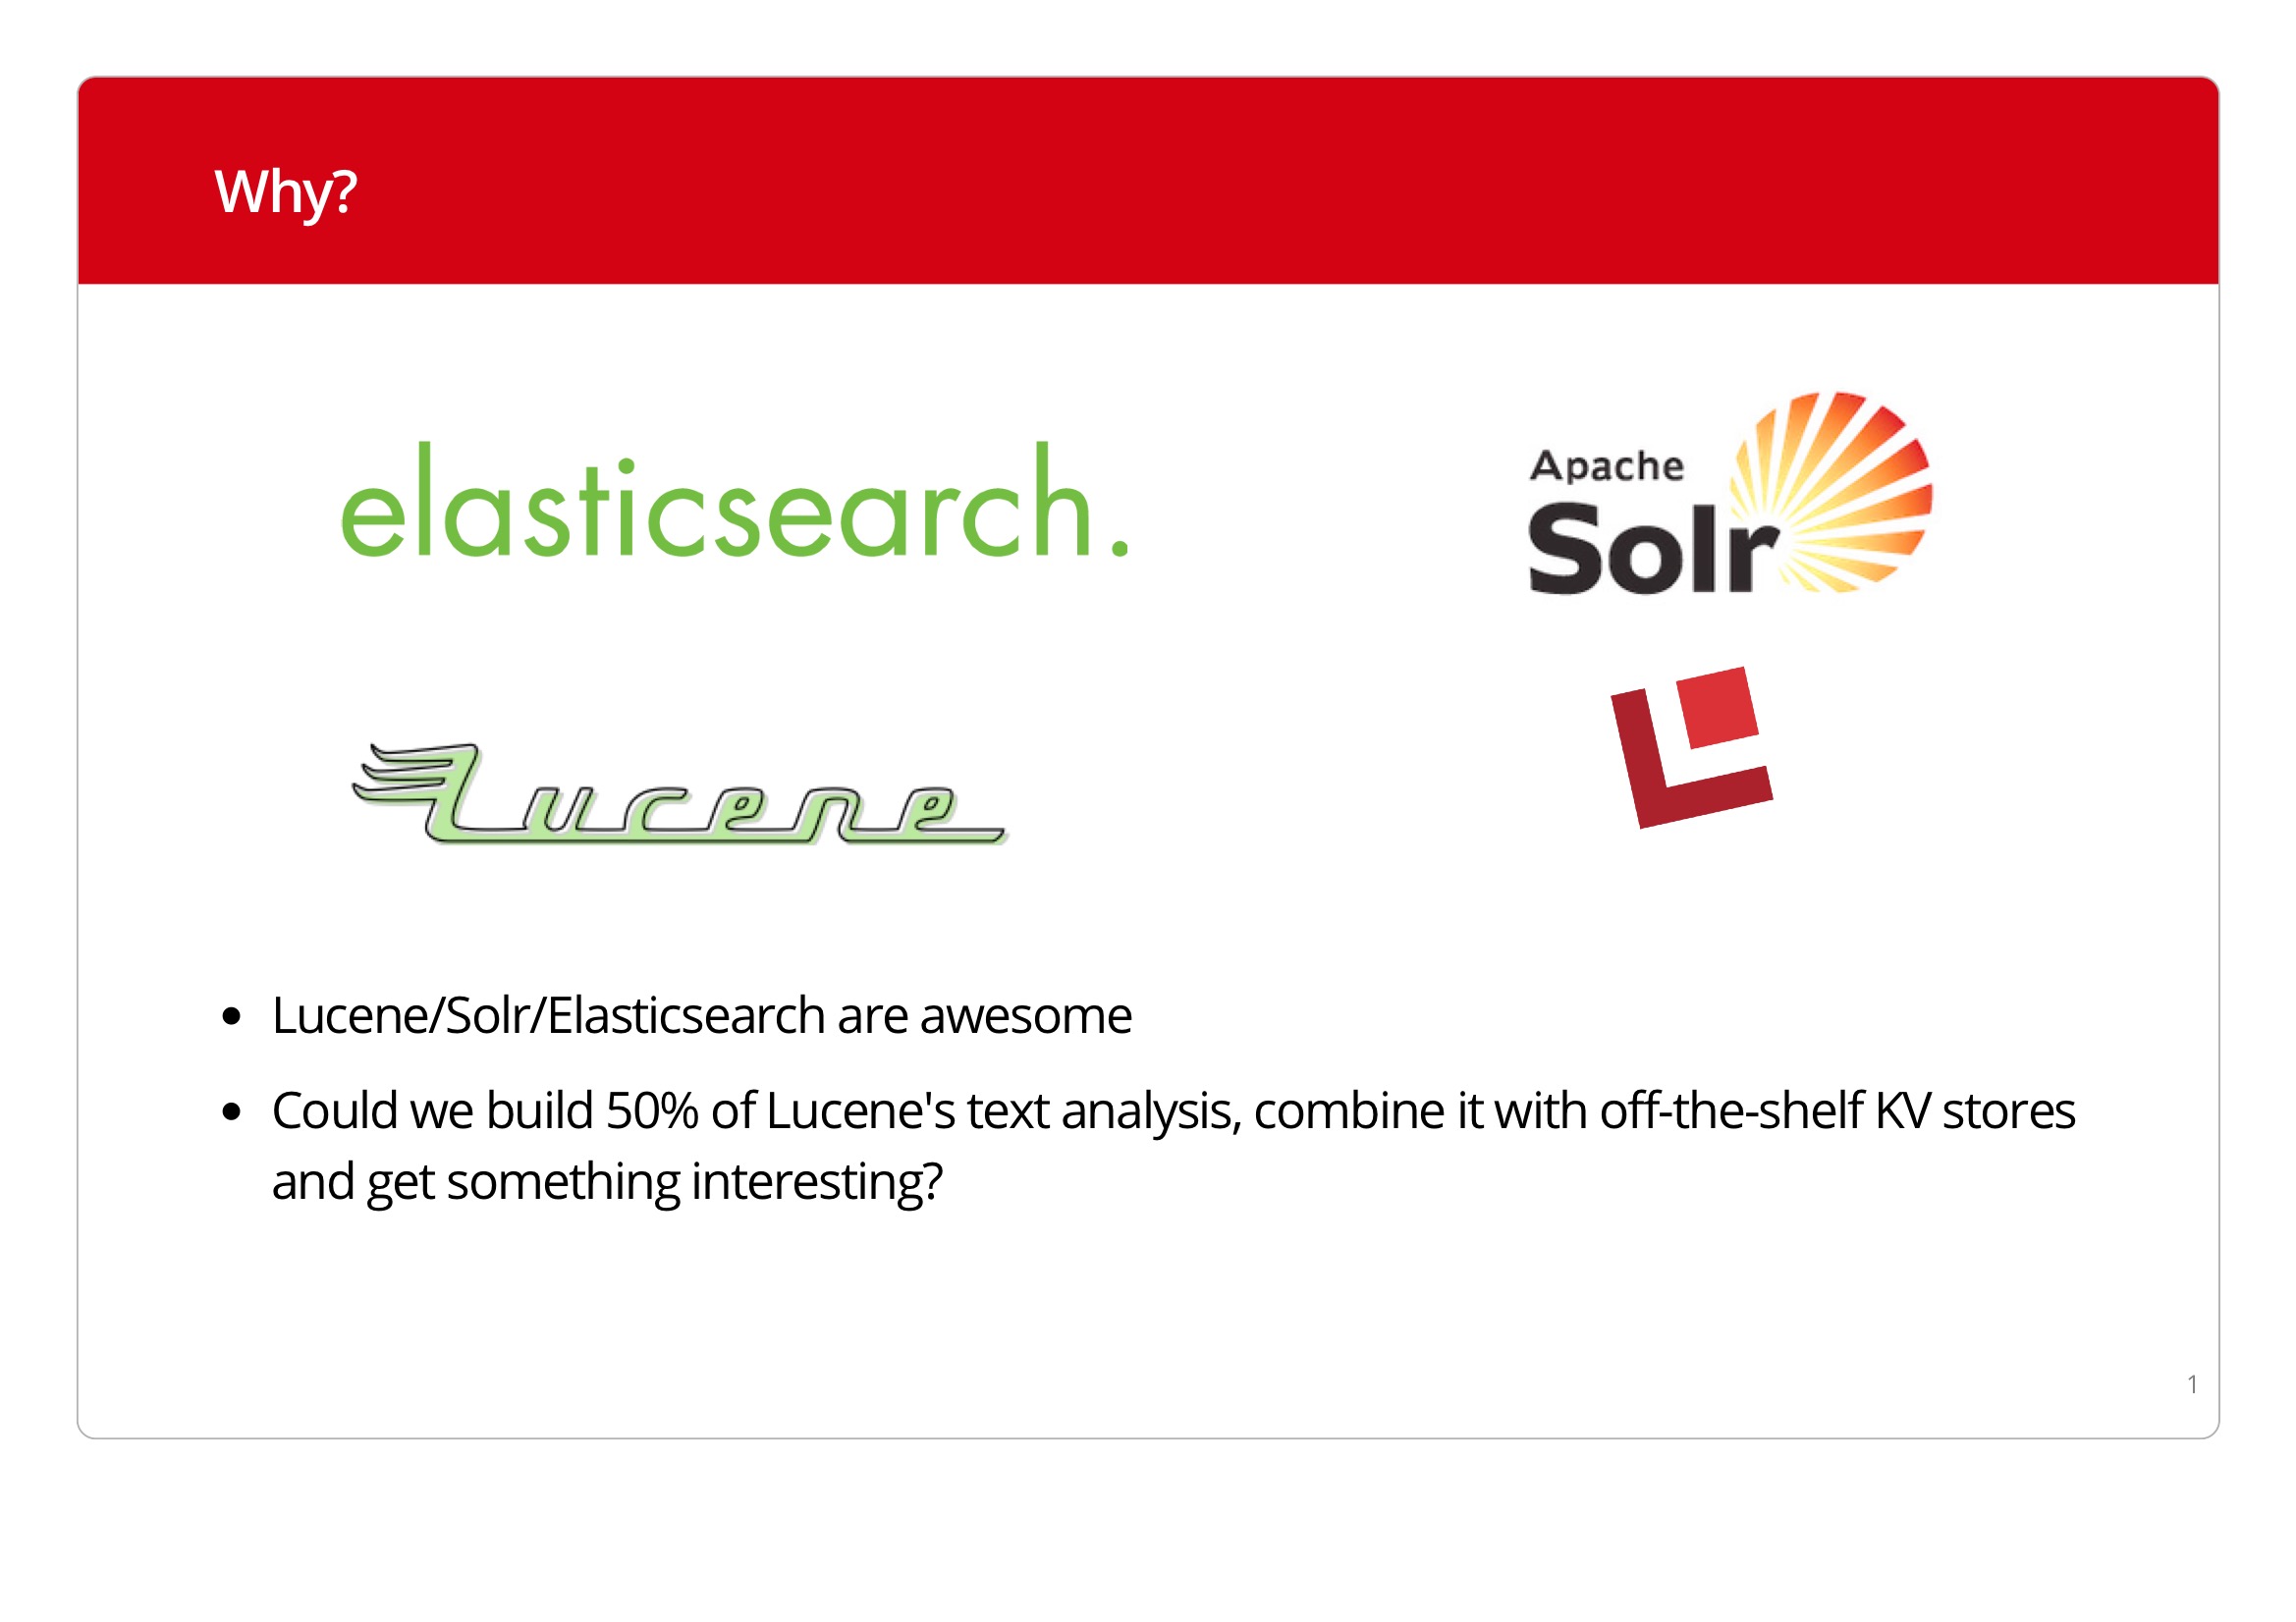 Why?
elasticsearch.
Apache
Solr
Lucene
• Lucene/Solr/Elasticsearch are awesome
• Could we build 50% of Lucene's text analysis, combine it with off-the-shelf KV stores
and get something interesting?
1